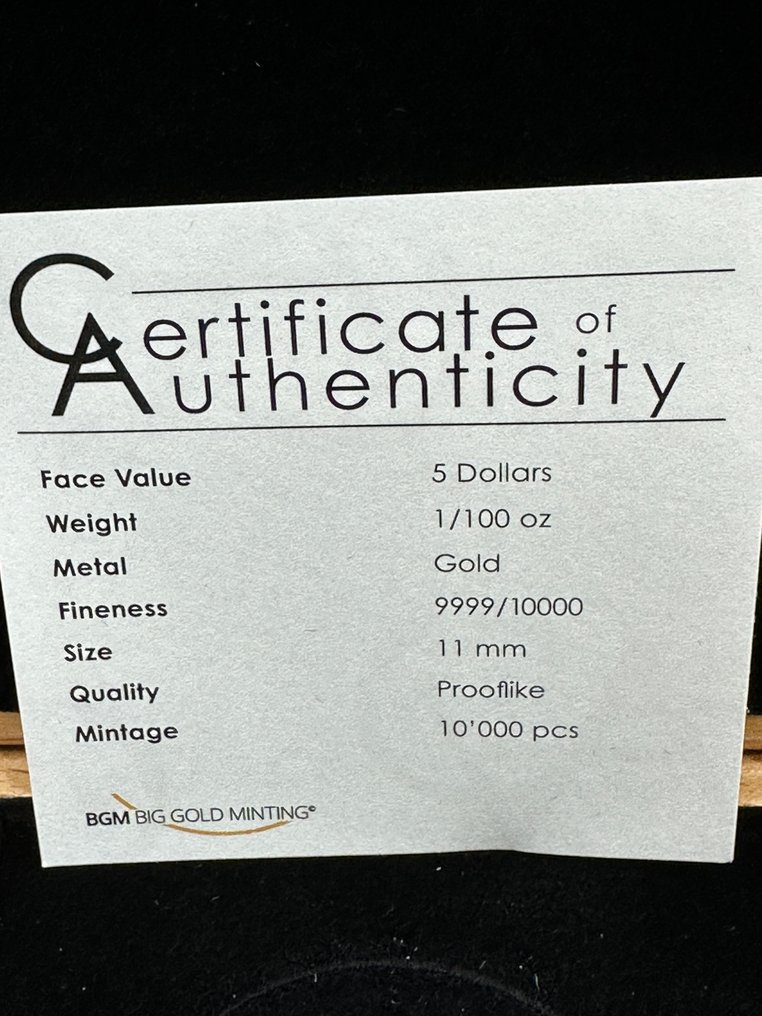 Certificate of
Authenticity
Face Value 5 Dollars
Weight 1/100 oz
Metal Gold
Fineness 9999/10000
Size 11 mm
Quality Prooflike
Mintage 10'000 pcs
BGM BIG GOLD MINTING©